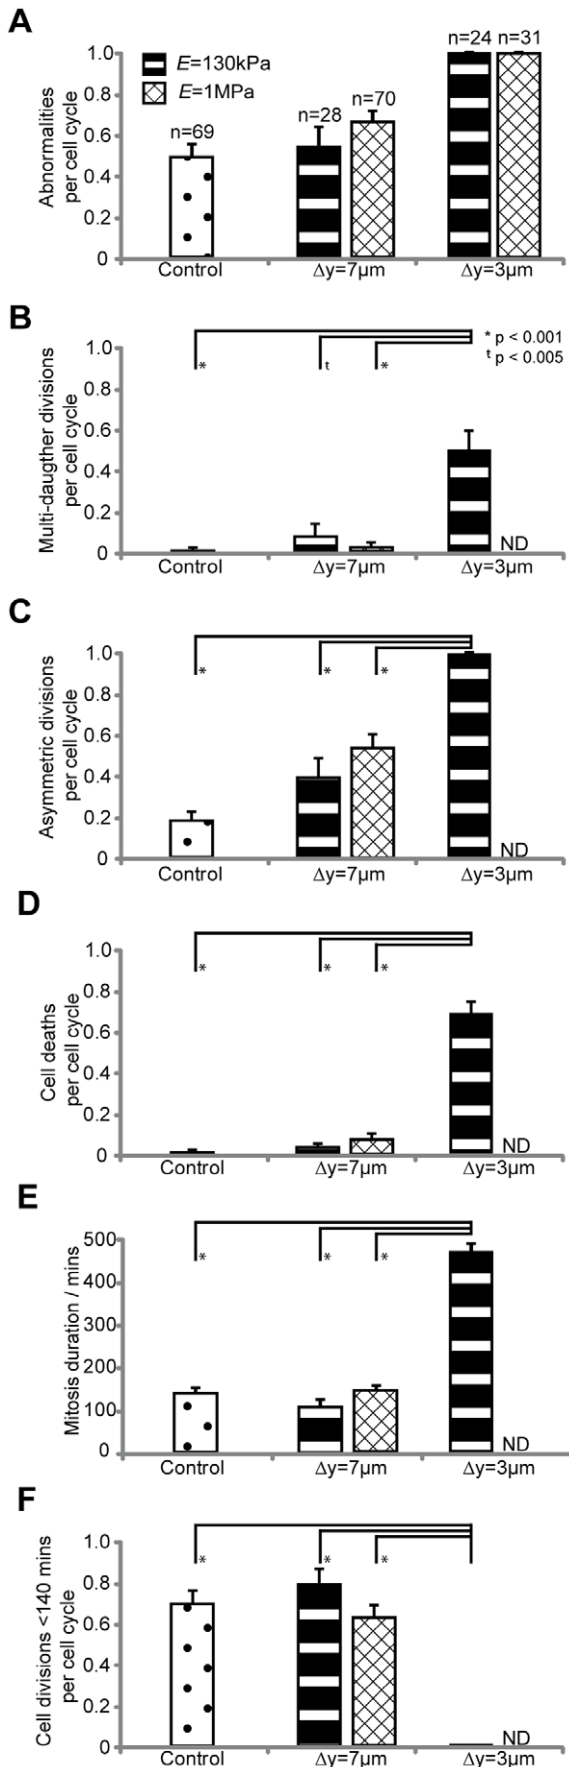 A
n=24 n=31
1.0
E=130kPa
0.8
E=1MPa
n=28
n=70
n=69
0.6
0.4
0.2
0
Abnormalities
per cell cycle
Control
Δy=7µm
Δy=3µm
B
1.0
* p < 0.001
t p < 0.005
*
t
*
0.8
0.6
0.4
0.2
0
Multi-daugther divisions
per cell cycle
ND
Control
Δy=7µm
Δy=3µm
C
1.0
*
*
*
0.8
0.6
0.4
0.2
0
Asymmetric divisions
per cell cycle
ND
Control
Δy=7µm
Δy=3µm
D
1.0
*
*
*
0.8
0.6
0.4
0.2
0
Cell deaths
per cell cycle
ND
Control
Δy=7µm
Δy=3µm
E
500
*
*
*
400
300
200
100
0
Mitosis duration / mins
ND
Control
Δy=7µm
Δy=3µm
F
1.0
*
*
*
0.8
0.6
0.4
0.2
0
Cell divisions <140 mins
per cell cycle
ND
Control
Δy=7µm
Δy=3µm